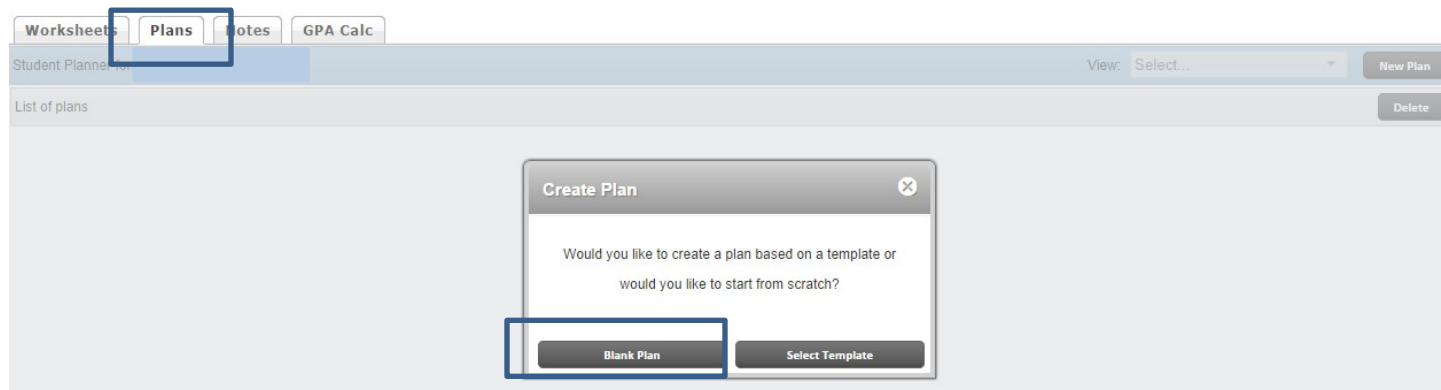 Worksheets Plans Notes GPA Calc
Student Planner for View: Select... New Plan
List of plans Delete
Create Plan
Would you like to create a plan based on a template or
would you like to start from scratch?
Blank Plan Select Template